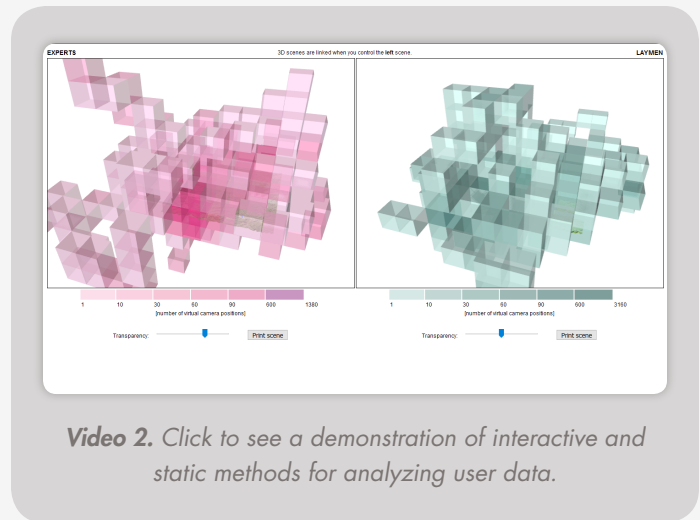 EXPERTS 3D scenes are linked when you control the left scene. LAYMEN
1 10 30 60 90 600 1380
[number of virtual camera positions]
Transparency: Print scene
1 10 30 60 90 600 3160
[number of virtual camera positions]
Transparency: Print scene
Video 2. Click to see a demonstration of interactive and
static methods for analyzing user data.